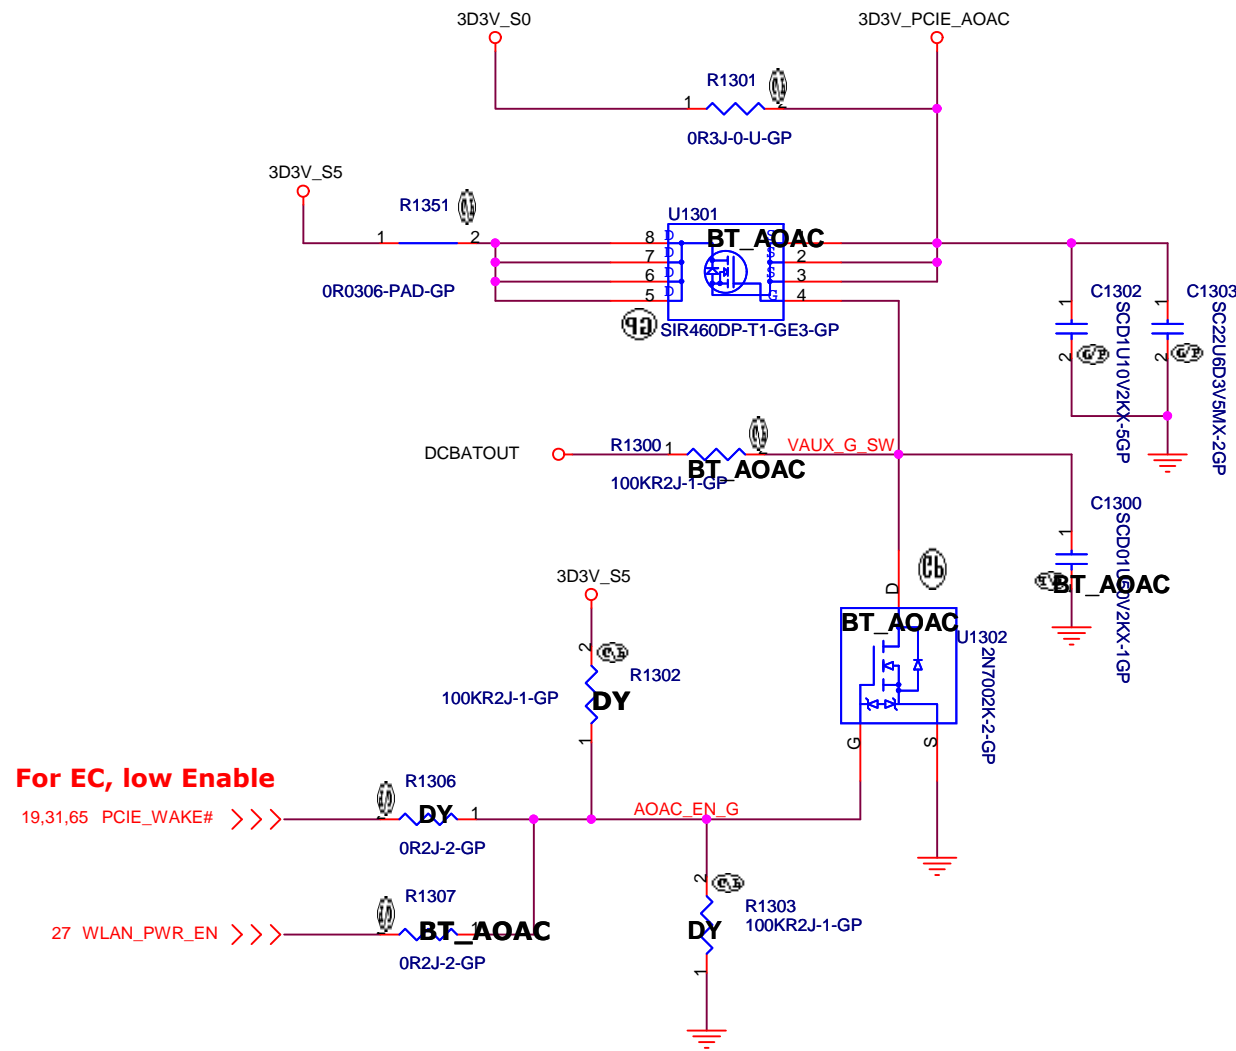 3D3V_S0
3D3V_PCIE_AOAC
R1301
1
2
0R3J-0-U-GP
3D3V_S5
R1351
1
2
0R0306-PAD-GP
U1301
BT_AOAC
8 D
7 D S 2
6 D S 3
5 D G 4
SIR460DP-T1-GE3-GP
C1302
1
2
SCD1U10V2KX-5GP
C1303
1
2
SC22U6D3V5MX-2GP
DCBATOUT
R1300
1
2
VAUX_G_SW
BT_AOAC
100KR2J-1-GP
C1300
1
BT_AOAC
SCD01U50V2KX-1GP
3D3V_S5
2
R1302
100KR2J-1-GP
DY
1
D
BT_AOAC
U1302
2N7002K-2-GP
G
S
For EC, low Enable
19,31,65 PCIE_WAKE#
R1306
DY
1
0R2J-2-GP
AOAC_EN_G
27 WLAN_PWR_EN
R1307
BT_AOAC
1
0R2J-2-GP
2
R1303
100KR2J-1-GP
DY
1